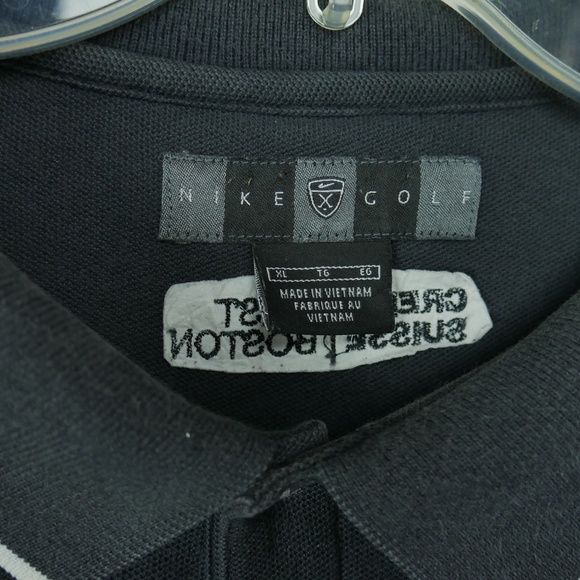 NIKE GOLF
XL TG EG
MADE IN VIETNAM
FABRIQUE AU
VIETNAM
CRE ST
SUISSE BOSTON